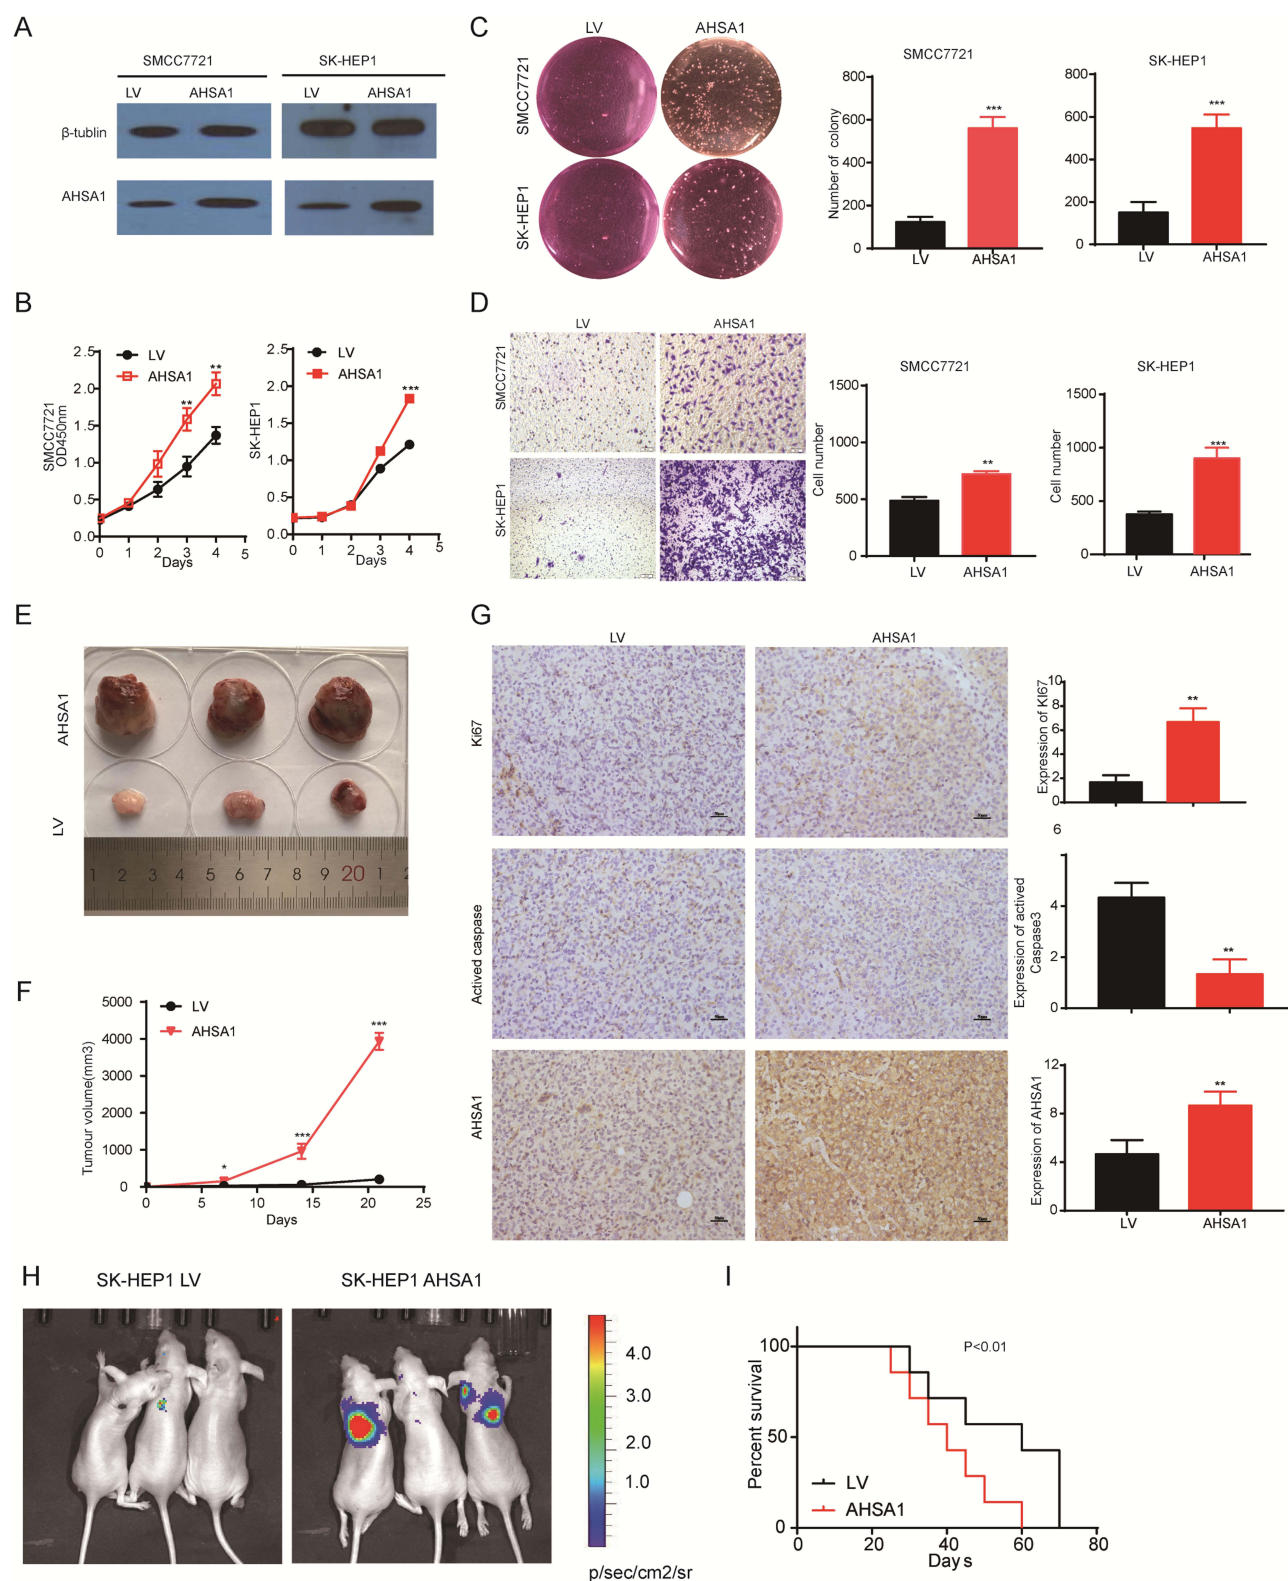 A
SMCC7721
SK-HEP1
LV
AHSA1
LV
AHSA1
β-tublin
AHSA1
B
2.5
2.0
1.5
1.0
0.5
0.0
SMCC7721
OD450nm
LV
AHSA1
**
**
0
1
2
3
4
5
Days
2.5
2.0
1.5
1.0
0.5
0.0
SK-HEP1
LV
AHSA1
***
0
1
2
3
4
5
Days
C
LV
AHSA1
SMCC7721
SK-HEP1
SMCC7721
800
600
400
200
0
Number of colony
***
LV
AHSA1
SK-HEP1
800
600
400
200
0
***
LV
AHSA1
D
LV
AHSA1
SMCC7721
SK-HEP1
SMCC7721
1500
1000
500
0
Cell number
**
LV
AHSA1
SK-HEP1
1500
1000
500
0
Cell number
***
LV
AHSA1
E
AHSA1
LV
1 2 3 4 5 6 7 8 9 20 1
F
5000
4000
3000
2000
1000
0
Tumour volume(mm3)
LV
AHSA1
*
***
***
0
5
10
15
20
25
Days
G
LV
AHSA1
Ki67
Actived caspase
AHSA1
10
8
6
4
2
0
Expression of KI67
**
6
4
2
0
Expression of actived
Caspase3
**
12
8
4
0
Expression of AHSA1
**
LV
AHSA1
H
SK-HEP1 LV
SK-HEP1 AHSA1
4.0
3.0
2.0
1.0
p/sec/cm2/sr
I
100
50
0
Percent survival
P<0.01
LV
AHSA1
0
20
40
60
80
Days